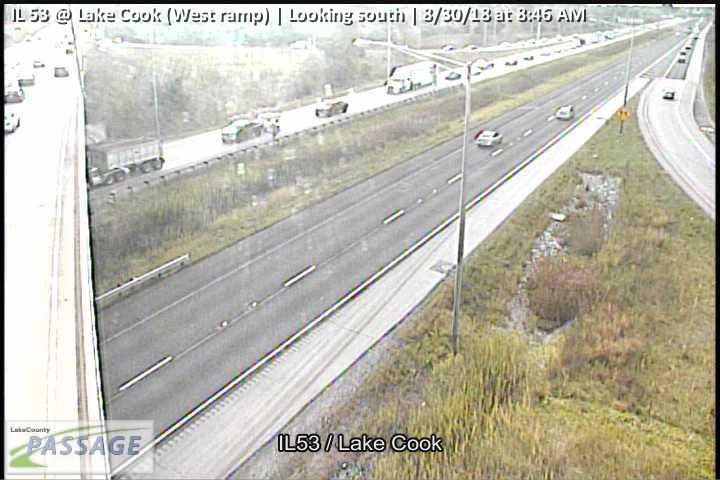 IL 53 @ Lake Cook (West ramp) | Looking south | 8/30/18 at 8:46 AM
LakeCounty
PASSAGE
IL53 / Lake Cook